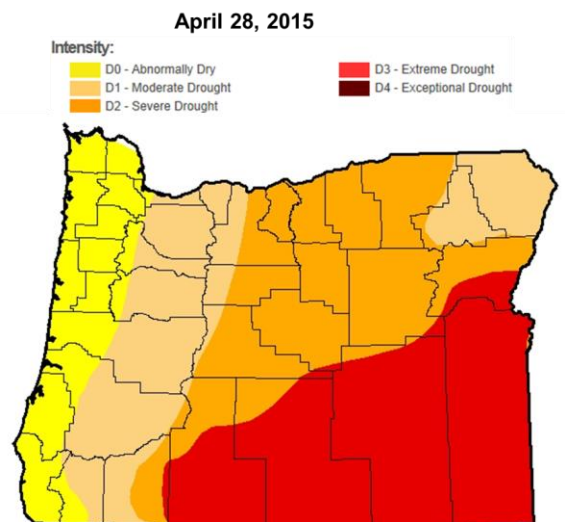 April 28, 2015
Intensity:
D0 - Abnormally Dry
D3 - Extreme Drought
D1 - Moderate Drought
D4 - Exceptional Drought
D2 - Severe Drought